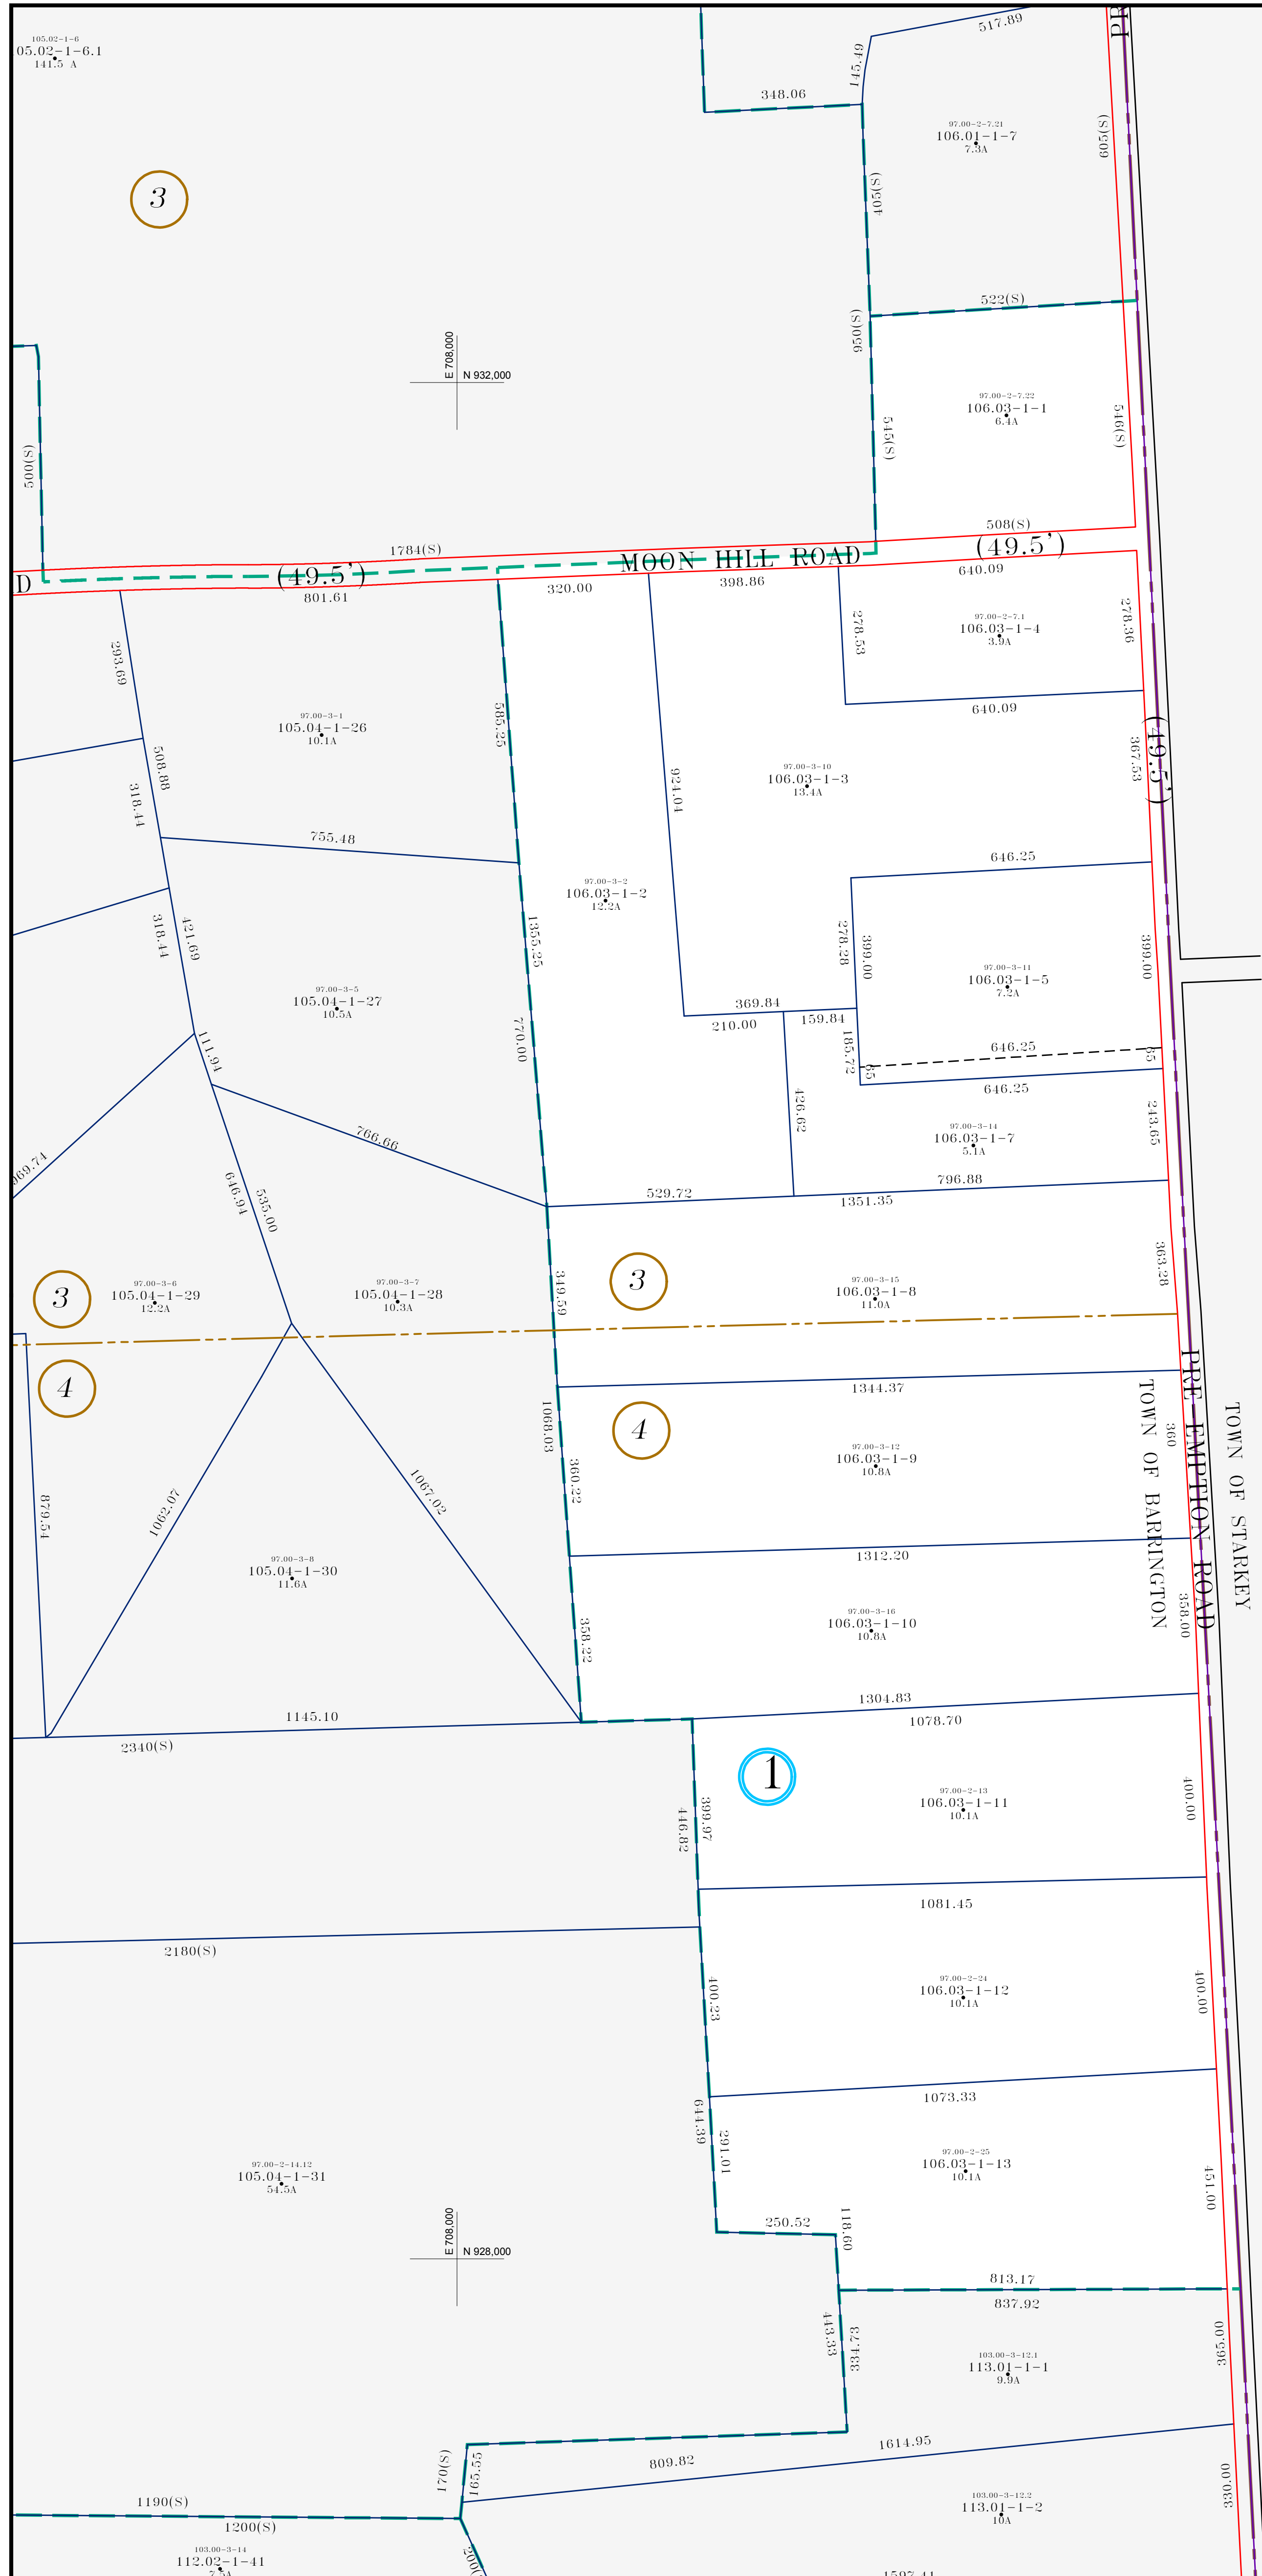 517.89
PR
105.02-1-6
05.02-1-6.1
141.5 A
145.49
348.06
97.00-2-7.21
106.01-1-7
7.3A
609(S)
3
404(S)
522(S)
950(S)
E 708,000
N 932,000
97.00-2-7.22
106.03-1-1
6.4A
546(S)
545(S)
500(S)
508(S)
1784(S)
MOON HILL ROAD
(49.5')
(49.5')
D
801.61
320.00
398.86
640.09
278.53
97.00-2-7.1
106.03-1-4
3.9A
278.36
293.69
640.09
97.00-3-1
105.04-1-26
10.1A
585.25
(49.5')
367.53
508.88
318.44
924.04
97.00-3-10
106.03-1-3
13.4A
755.48
646.25
97.00-3-2
106.03-1-2
12.2A
318.44
421.69
1355.25
278.28
399.00
399.00
97.00-3-5
105.04-1-27
10.5A
97.00-3-11
106.03-1-5
7.2A
369.84
210.00
159.84
770.00
111.94
185.72
646.25
65
65
646.25
426.62
243.65
766.66
97.00-3-14
106.03-1-7
5.1A
969.74
646.94
535.00
529.72
796.88
1351.35
363.28
349.59
3
97.00-3-6
105.04-1-29
12.2A
97.00-3-7
105.04-1-28
10.3A
3
97.00-3-15
106.03-1-8
11.0A
4
1344.37
PRE-EMPTION ROAD
TOWN OF BARRINGTON
TOWN OF STARKEY
360
1068.03
4
97.00-3-12
106.03-1-9
10.8A
360.22
879.54
1062.07
1067.02
1312.20
97.00-3-8
105.04-1-30
11.6A
358.22
97.00-3-16
106.03-1-10
10.8A
358.00
1304.83
1145.10
1078.70
2340(S)
1
97.00-2-13
106.03-1-11
10.1A
400.00
446.82
399.97
1081.45
2180(S)
400.23
97.00-2-24
106.03-1-12
10.1A
400.00
1073.33
644.39
291.01
97.00-2-25
106.03-1-13
10.1A
451.00
97.00-2-14.12
105.04-1-31
54.5A
E 708,000
N 928,000
250.52
118.60
813.17
837.92
443.33
334.73
365.00
103.00-3-12.1
113.01-1-1
9.9A
1614.95
809.82
170(S)
165.55
330.00
1190(S)
103.00-3-12.2
113.01-1-2
10A
1200(S)
103.00-3-14
112.02-1-41
7.5A
200(
1597.41